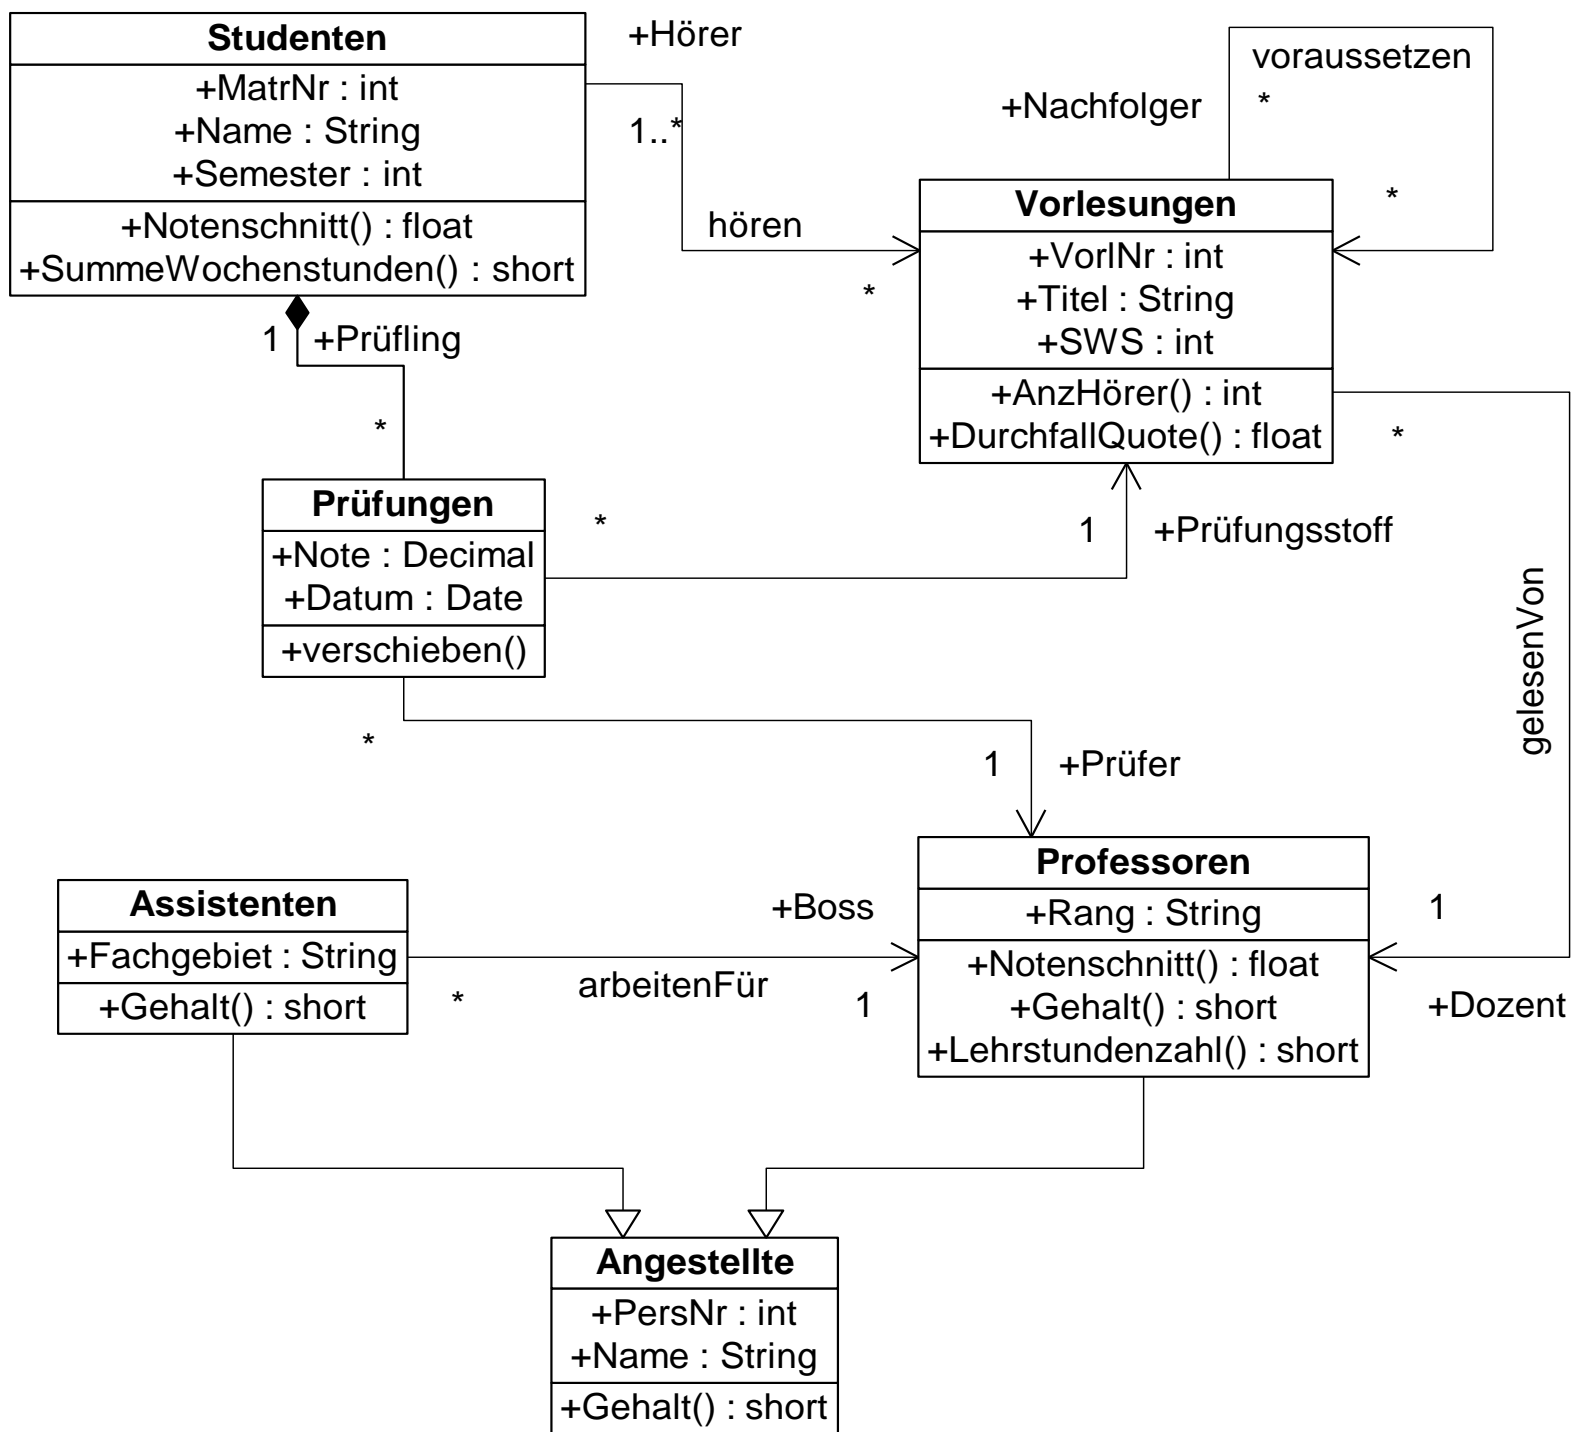 Studenten
+MatrNr : int
+Name : String
+Semester : int
+Notenschnitt() : float
+SummeWochenstunden() : short
+Hörer
1..*
hören
*
voraussetzen
+Nachfolger
*
*
Vorlesungen
+VorlNr : int
+Titel : String
+SWS : int
+AnzHörer() : int
+DurchfallQuote() : float
1
+Prüfling
*
Prüfungen
+Note : Decimal
+Datum : Date
+verschieben()
*
1
+Prüfungsstoff
*
gelesenVon
*
1
+Prüfer
Assistenten
+Fachgebiet : String
+Gehalt() : short
+Boss
*
arbeitenFür
1
Professoren
+Rang : String
+Notenschnitt() : float
+Gehalt() : short
+Lehrstundenzahl() : short
1
+Dozent
Angestellte
+PersNr : int
+Name : String
+Gehalt() : short